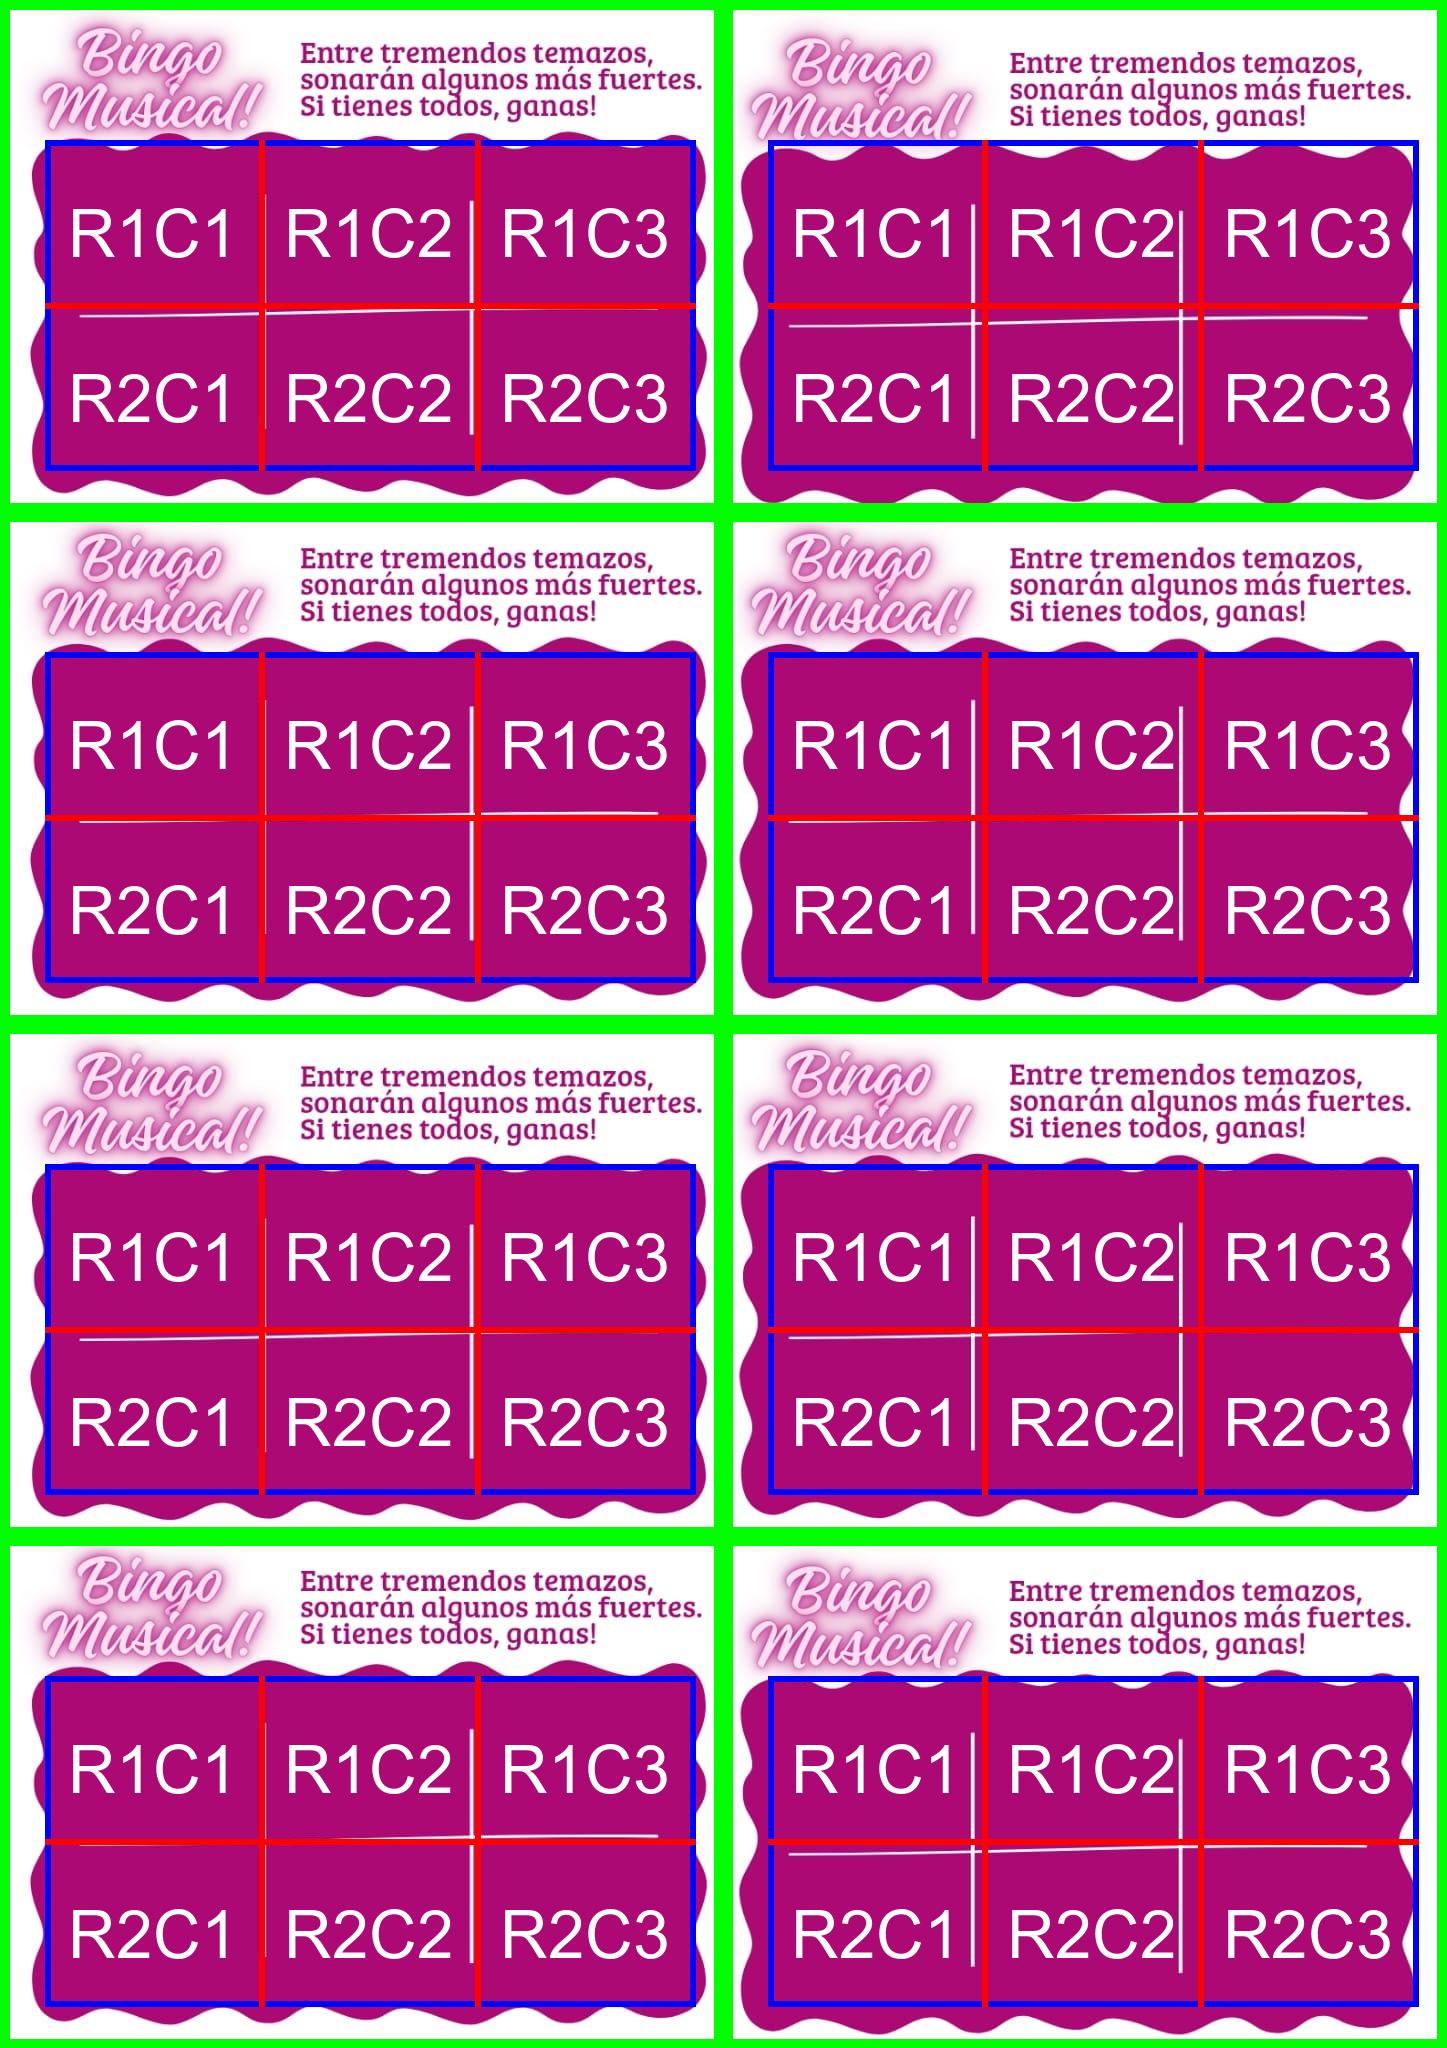 Bingo
Musical!
Entre tremendos temazos,
sonarán algunos más fuertes.
Si tienes todos, ganas!
R1C1 R1C2 R1C3
R2C1 R2C2 R2C3
Bingo
Musical!
Entre tremendos temazos,
sonarán algunos más fuertes.
Si tienes todos, ganas!
R1C1 R1C2 R1C3
R2C1 R2C2 R2C3
Bingo
Musical!
Entre tremendos temazos,
sonarán algunos más fuertes.
Si tienes todos, ganas!
R1C1 R1C2 R1C3
R2C1 R2C2 R2C3
Bingo
Musical!
Entre tremendos temazos,
sonarán algunos más fuertes.
Si tienes todos, ganas!
R1C1 R1C2 R1C3
R2C1 R2C2 R2C3
Bingo
Musical!
Entre tremendos temazos,
sonarán algunos más fuertes.
Si tienes todos, ganas!
R1C1 R1C2 R1C3
R2C1 R2C2 R2C3
Bingo
Musical!
Entre tremendos temazos,
sonarán algunos más fuertes.
Si tienes todos, ganas!
R1C1 R1C2 R1C3
R2C1 R2C2 R2C3
Bingo
Musical!
Entre tremendos temazos,
sonarán algunos más fuertes.
Si tienes todos, ganas!
R1C1 R1C2 R1C3
R2C1 R2C2 R2C3
Bingo
Musical!
Entre tremendos temazos,
sonarán algunos más fuertes.
Si tienes todos, ganas!
R1C1 R1C2 R1C3
R2C1 R2C2 R2C3